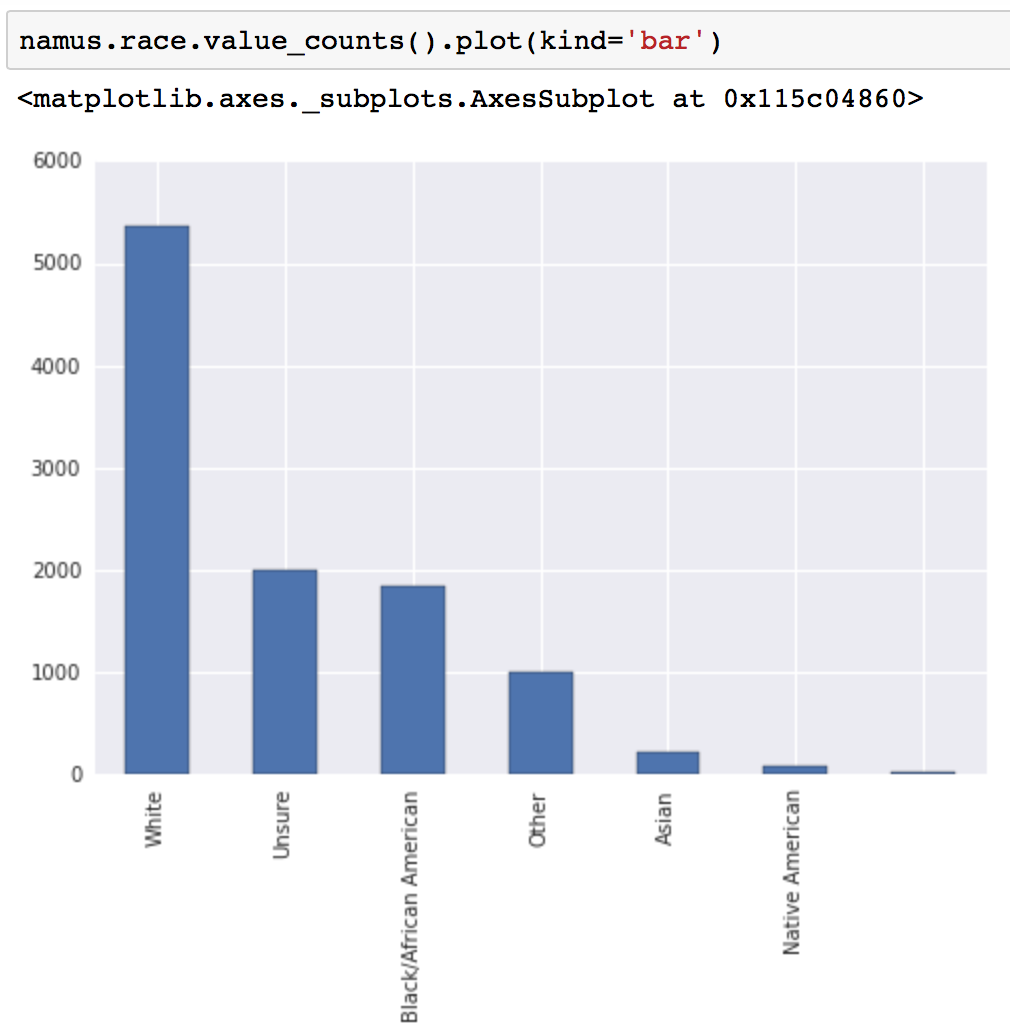 namus.race.value_counts().plot(kind='bar')
<matplotlib.axes._subplots.AxesSubplot at 0x115c04860>
6000
5000
4000
3000
2000
1000
0
White
Unsure
Black/African American
Other
Asian
Native American